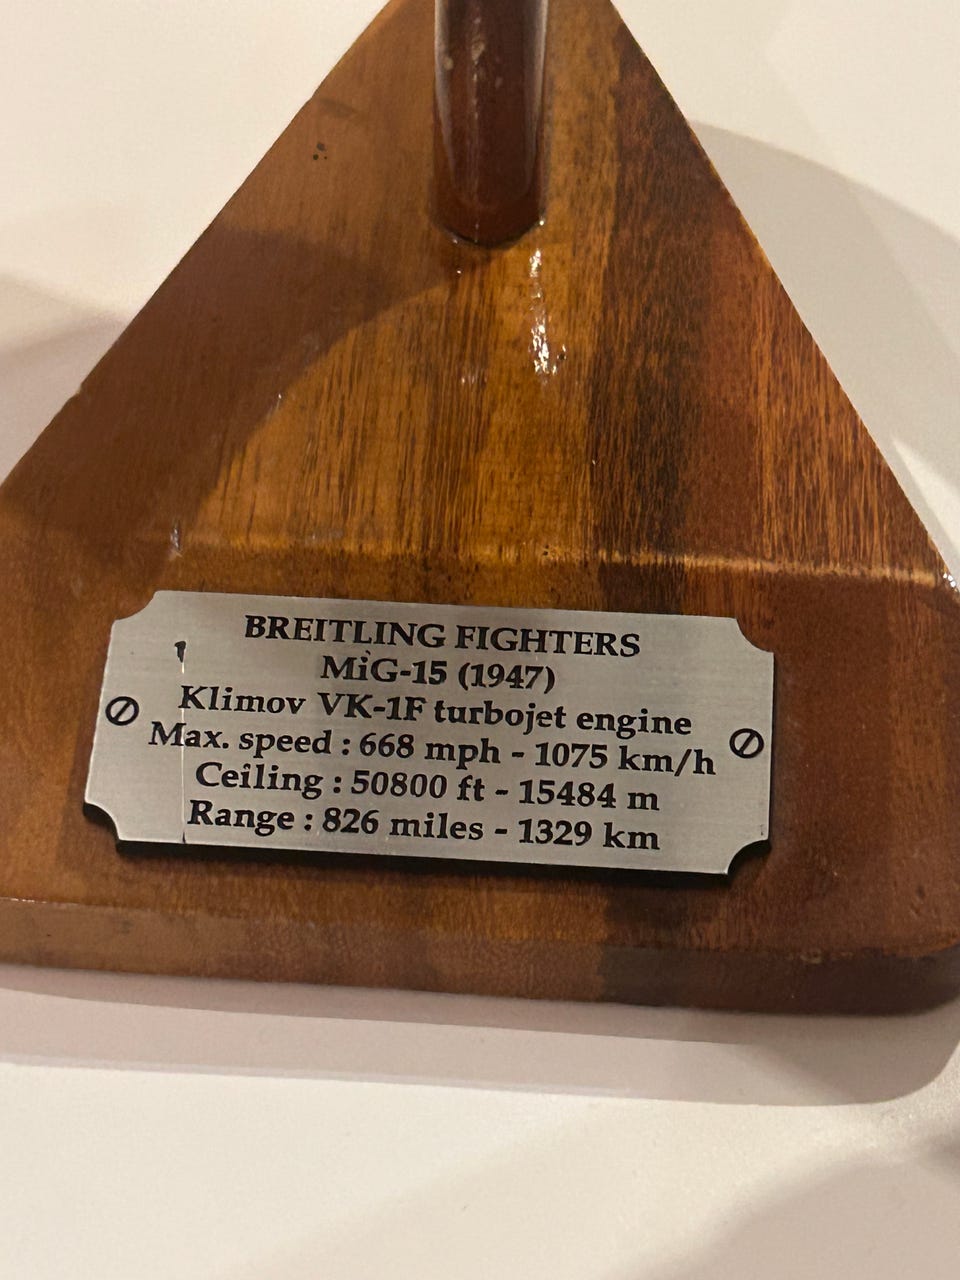 BREITLING FIGHTERS
MiG-15 (1947)
Klimov VK-1F turbojet engine
Max. speed : 668 mph - 1075 km/h
Ceiling : 50800 ft - 15484 m
Range : 826 miles - 1329 km